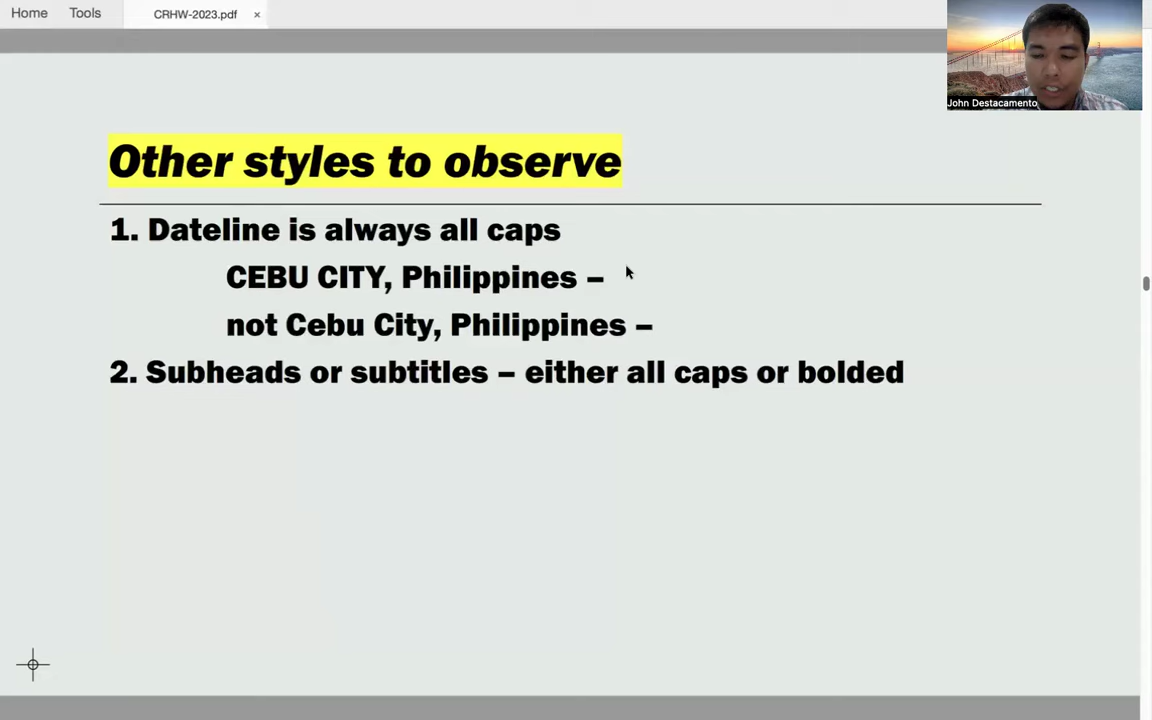 Home Tools CRHW-2023.pdf ×
John Destacamento
Other styles to observe
1. Dateline is always all caps
CEBU CITY, Philippines –
not Cebu City, Philippines –
2. Subheads or subtitles – either all caps or bolded